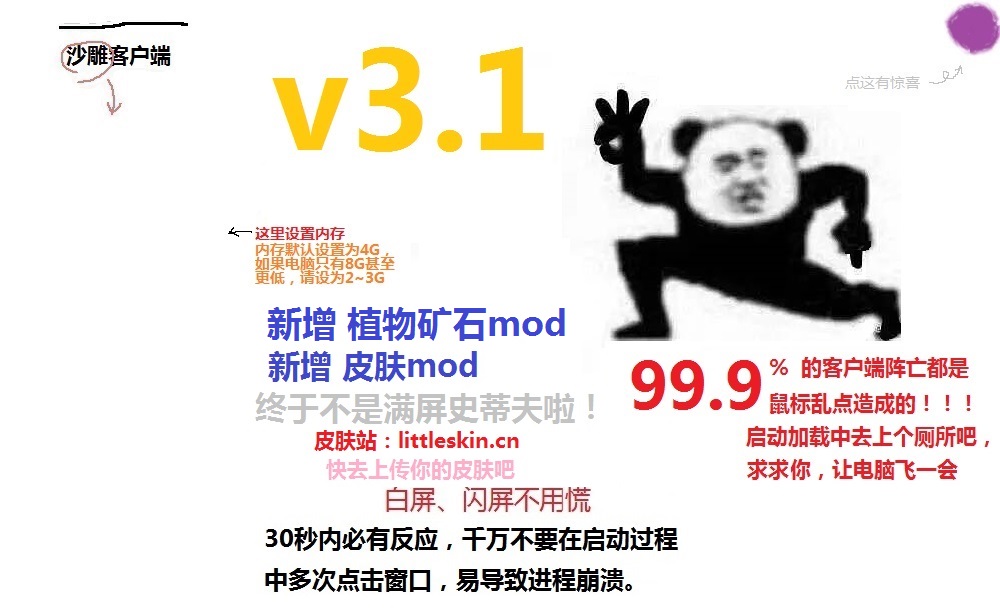 沙雕客户端
v3.1
点这有惊喜
这里设置内存
内存默认设置为4G，
如果电脑只有8G甚至
更低，请设为2~3G
新增 植物矿石mod
新增 皮肤mod
终于不是满屏史蒂夫啦！
皮肤站：littleskin.cn
快去上传你的皮肤吧
白屏、闪屏不用慌
30秒内必有反应，千万不要在启动过程
中多次点击窗口，易导致进程崩溃。
99.9% 的客户端阵亡都是
鼠标乱点造成的！！！
启动加载中去上个厕所吧，
求求你，让电脑飞一会